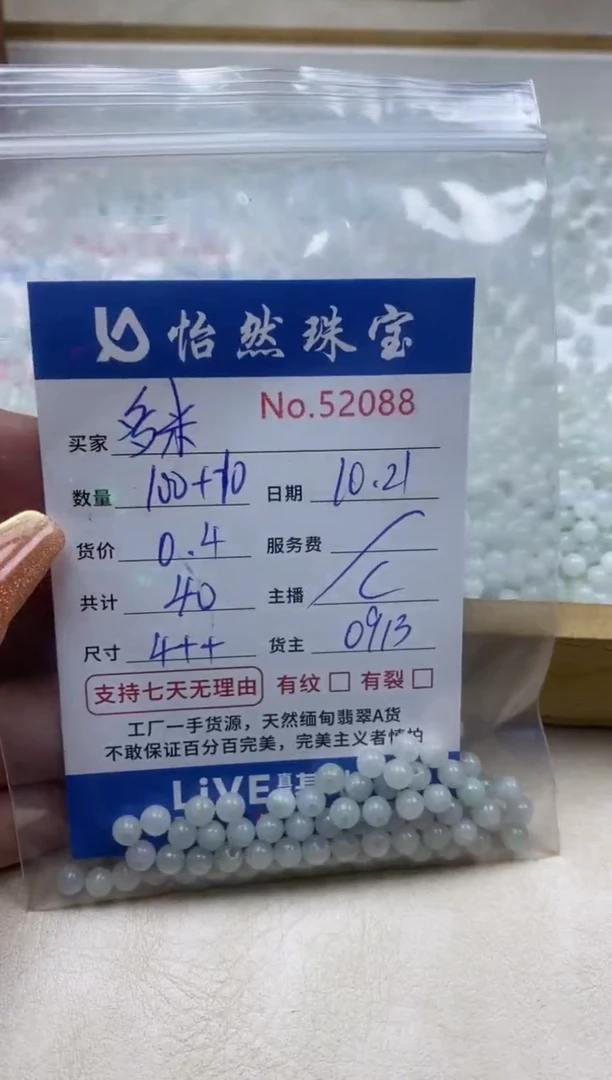 怡然珠宝
No.52088
买家 多米
数量 100+10 日期 10.21
货价 0.4 服务费 /
共计 40 主播 C
尺寸 4++ 货主 0913
支持七天无理由 有纹 □ 有裂 □
工厂一手货源，天然缅甸翡翠A货
不敢保证百分百完美，完美主义者慎拍
LiVE